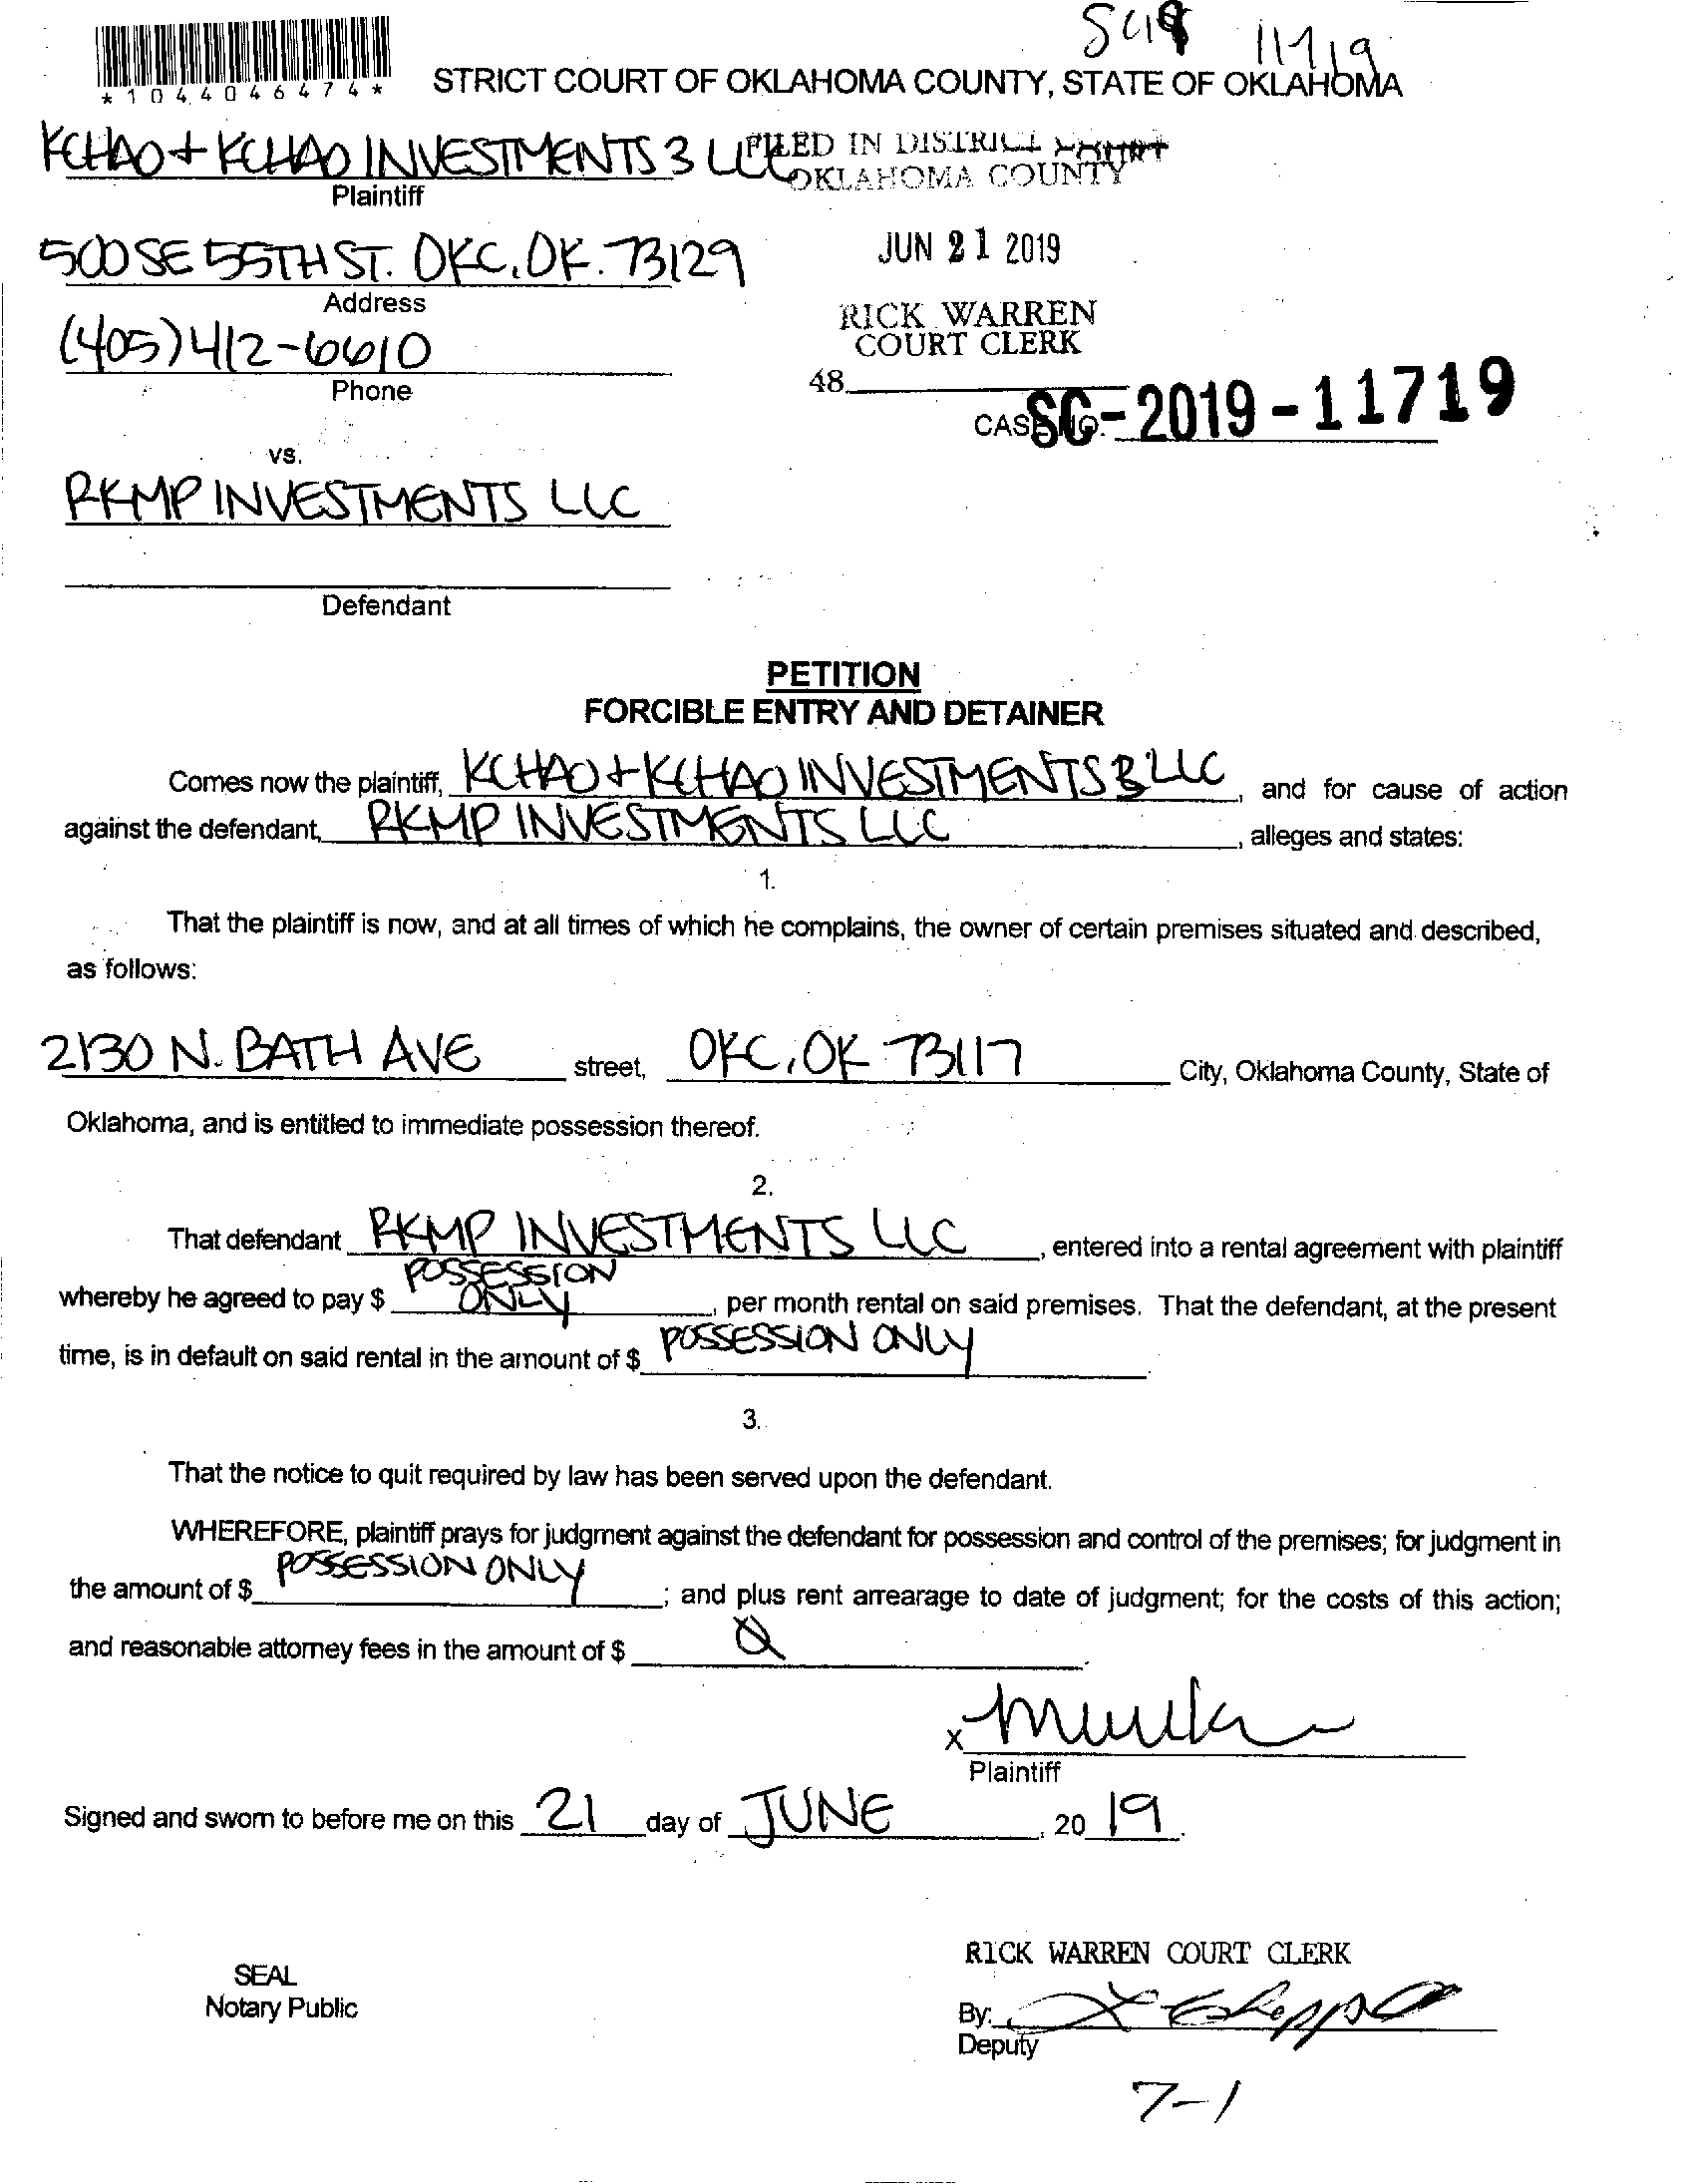 *1044046474*
STRICT COURT OF OKLAHOMA COUNTY, STATE OF OKLAHOMA
KCHAO + KCHAO INVESTMENTS 3 LLC
Plaintiff
FILED IN DISTRICT COURT
OKLAHOMA COUNTY
500 SE 55TH ST. OKC, OK. 73129
Address
JUN 21 2019
(405) 412-6610
Phone
RICK WARREN
COURT CLERK
48
CASE NO. SC-2019-11719
vs.
RKMP INVESTMENTS LLC
Defendant
PETITION
FORCIBLE ENTRY AND DETAINER
Comes now the plaintiff, KCHAO + KCHAO INVESTMENTS 3 LLC, and for cause of action
against the defendant, RKMP INVESTMENTS LLC, alleges and states:
1.
That the plaintiff is now, and at all times of which he complains, the owner of certain premises situated and described,
as follows:
2130 N. BATH AVE street, OKC, OK 73117 City, Oklahoma County, State of
Oklahoma, and is entitled to immediate possession thereof.
2.
That defendant RKMP INVESTMENTS LLC, entered into a rental agreement with plaintiff
whereby he agreed to pay $ POSSESSION ONLY, per month rental on said premises. That the defendant, at the present
time, is in default on said rental in the amount of $ POSSESSION ONLY.
3.
That the notice to quit required by law has been served upon the defendant.
WHEREFORE, plaintiff prays for judgment against the defendant for possession and control of the premises; for judgment in
the amount of $ POSSESSION ONLY; and plus rent arrearage to date of judgment; for the costs of this action;
and reasonable attorney fees in the amount of $ Ø.
X
Plaintiff
Signed and sworn to before me on this 21 day of JUNE, 20 19.
SEAL
Notary Public
RICK WARREN COURT CLERK
By:
Deputy
7-1